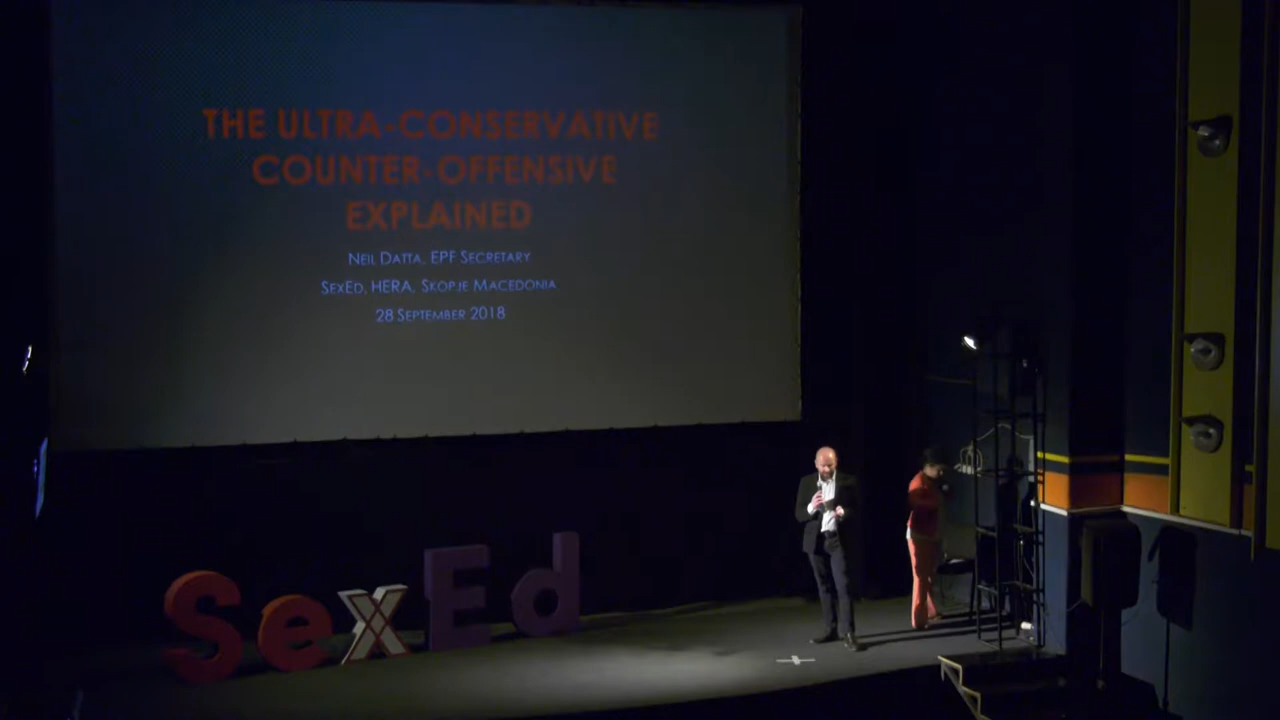 THE ULTRA-CONSERVATIVE
COUNTER-OFFENSIVE
EXPLAINED
NEIL DATTA, EPF SECRETARY
SEXED, HERA, SKOPJE MACEDONIA
28 SEPTEMBER 2018
SexEd